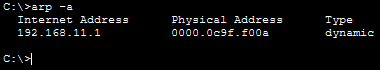 C:\>arp -a
Internet Address Physical Address Type
192.168.11.1 0000.0c9f.f00a dynamic
C:\>